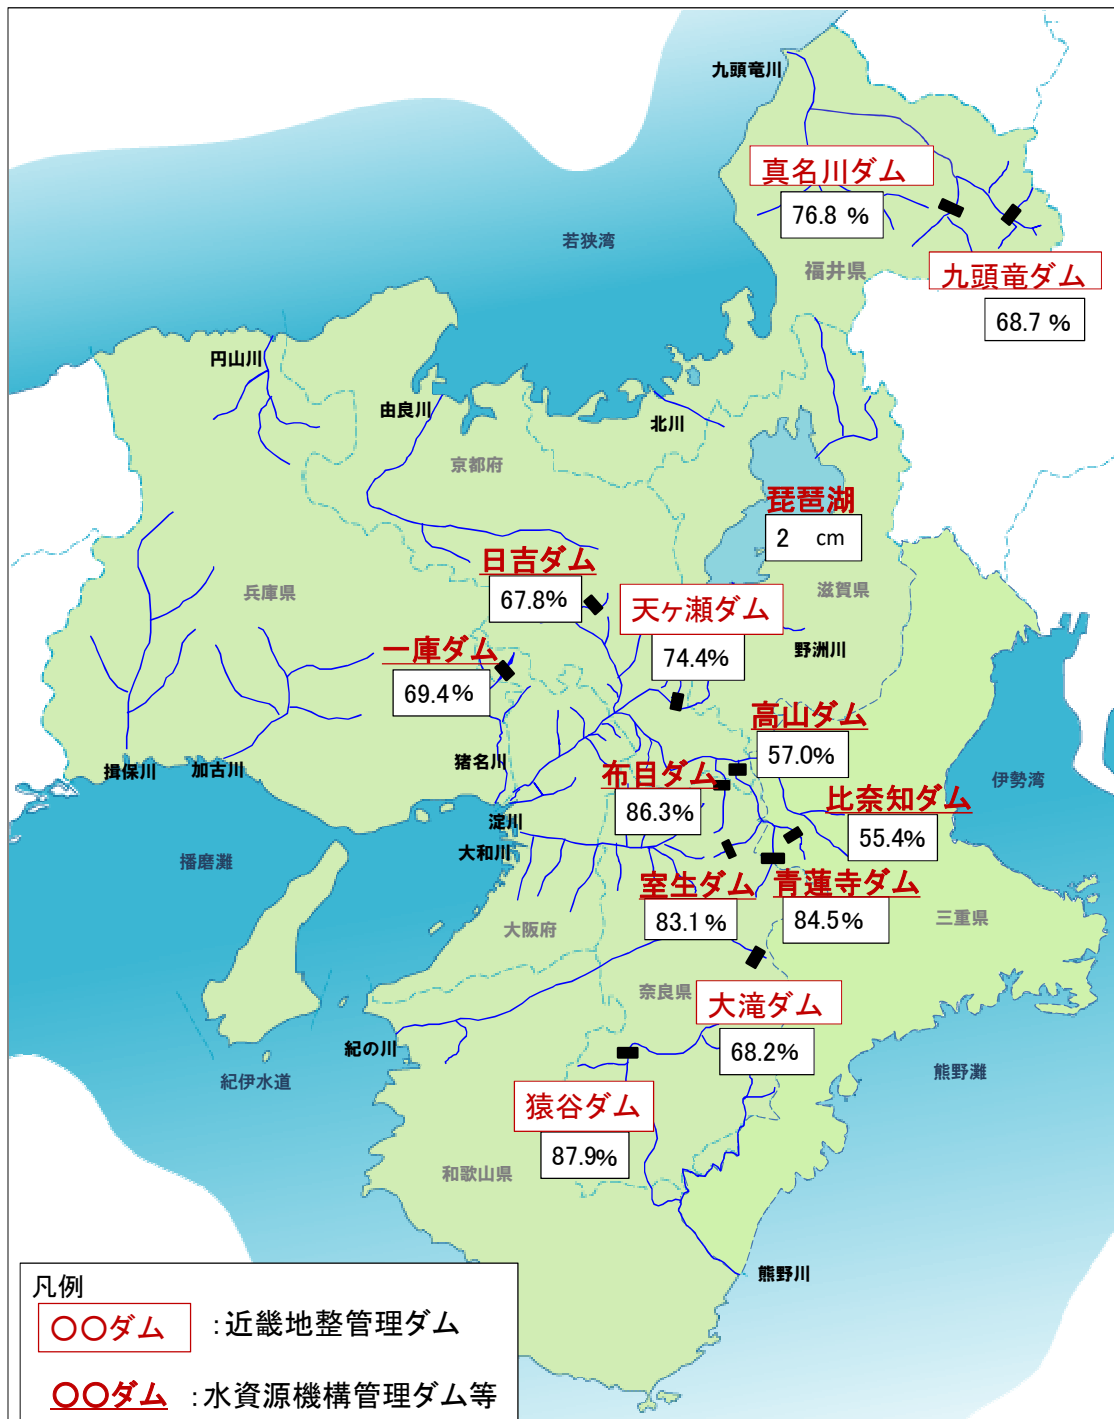 九頭竜川
真名川ダム
76.8 %
若狭湾
福井県
九頭竜ダム
68.7 %
円山川
由良川
北川
京都府
琵琶湖
2 cm
日吉ダム
67.8%
兵庫県
天ヶ瀬ダム
74.4%
滋賀県
野洲川
一庫ダム
69.4%
高山ダム
57.0%
猪名川
揖保川
加古川
布目ダム
86.3%
伊勢湾
比奈知ダム
55.4%
淀川
大和川
播磨灘
室生ダム
83.1%
青蓮寺ダム
84.5%
大阪府
三重県
奈良県
大滝ダム
68.2%
紀の川
紀伊水道
熊野灘
猿谷ダム
87.9%
和歌山県
熊野川
凡例
〇〇ダム :近畿地整管理ダム
〇〇ダム :水資源機構管理ダム等